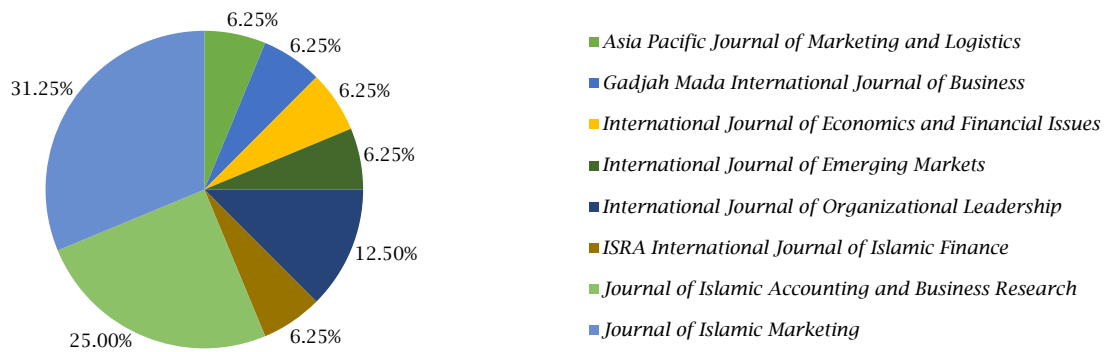 6.25%
6.25%
6.25%
6.25%
12.50%
6.25%
25.00%
31.25%
Asia Pacific Journal of Marketing and Logistics
Gadjah Mada International Journal of Business
International Journal of Economics and Financial Issues
International Journal of Emerging Markets
International Journal of Organizational Leadership
ISRA International Journal of Islamic Finance
Journal of Islamic Accounting and Business Research
Journal of Islamic Marketing